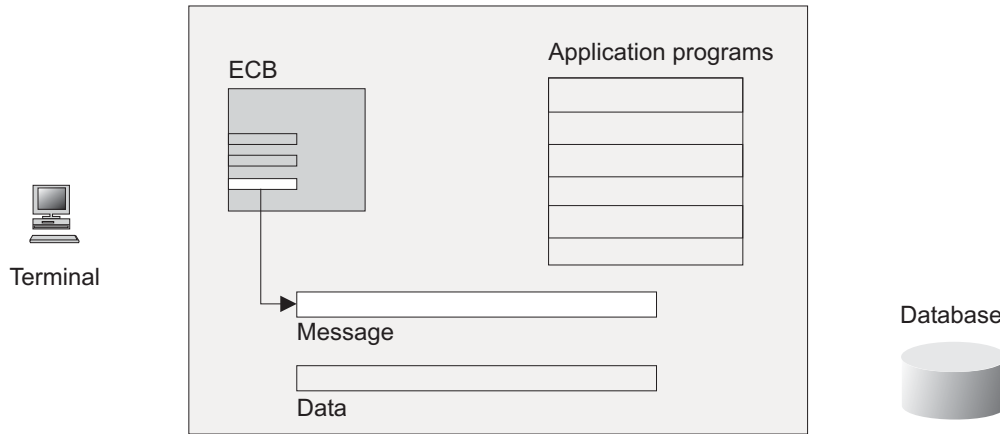 ECB
Application programs
Terminal
Message
Database
Data